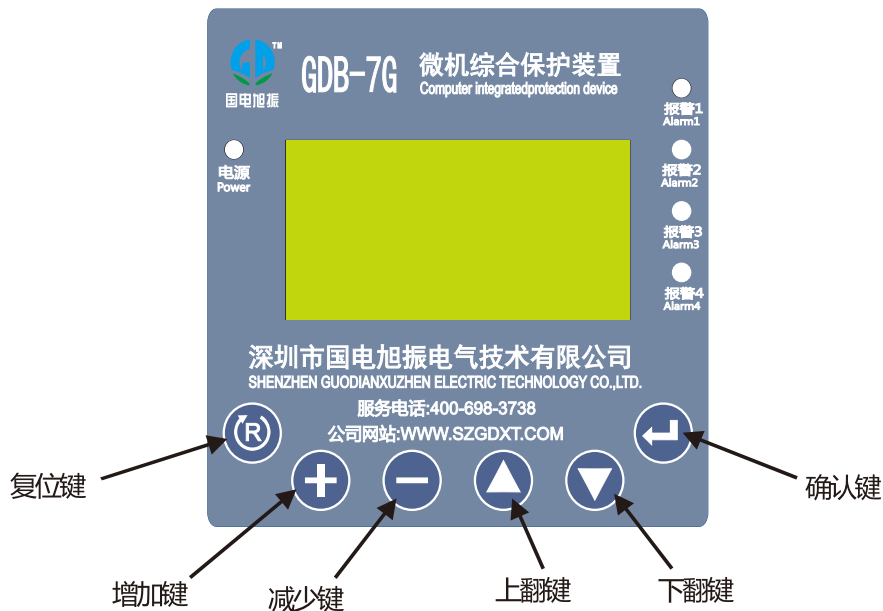 GD TM
国电旭振
GDB-7G
微机综合保护装置
Computer integratedprotection device
电源
Power
报警1
Alarm1
报警2
Alarm2
报警3
Alarm3
报警4
Alarm4
深圳市国电旭振电气技术有限公司
SHENZHEN GUODIANXUZHEN ELECTRIC TECHNOLOGY CO.,LTD.
服务电话:400-698-3738
公司网站:WWW.SZGDXT.COM
R
复位键
确认键
增加键
减少键
上翻键
下翻键